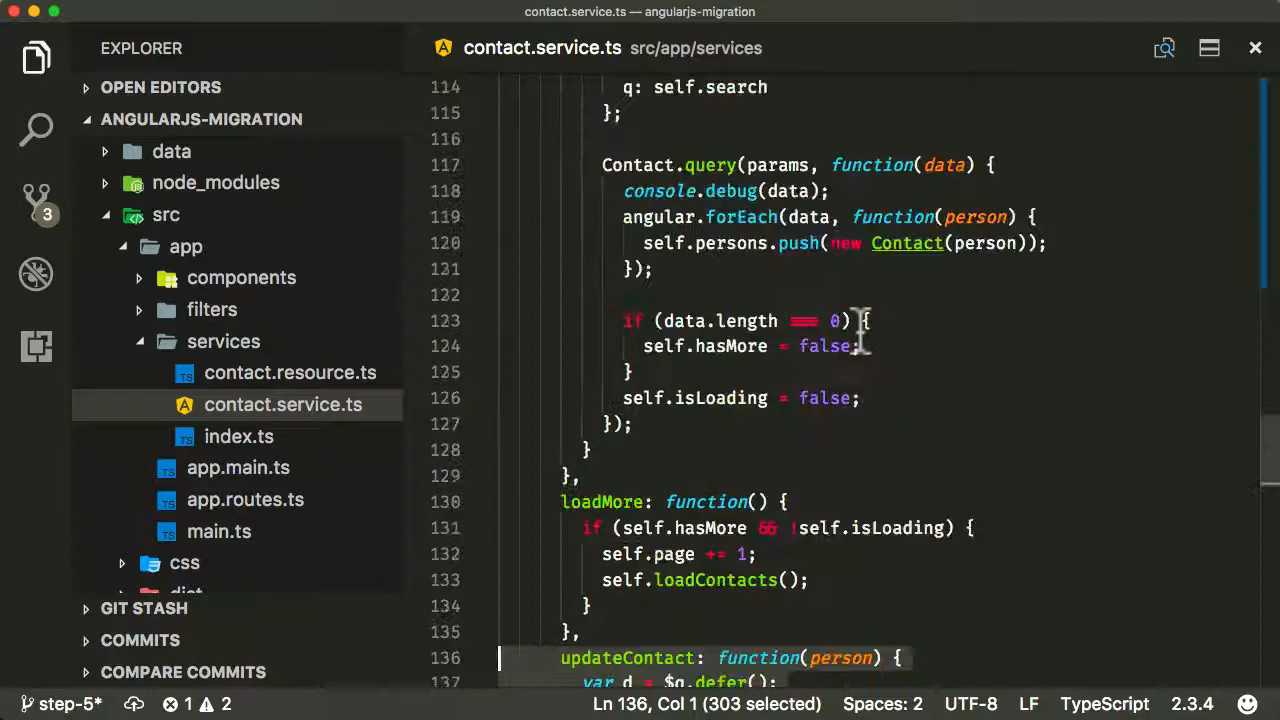 contact.service.ts — angularjs-migration
EXPLORER
OPEN EDITORS
ANGULARJS-MIGRATION
data
node_modules
src
app
components
filters
services
contact.resource.ts
contact.service.ts
index.ts
app.main.ts
app.routes.ts
main.ts
css
dist
GIT STASH
COMMITS
COMPARE COMMITS
3
contact.service.ts src/app/services
114 q: self.search
115 };
116
117 Contact.query(params, function(data) {
118 console.debug(data);
119 angular.forEach(data, function(person) {
120 self.persons.push(new Contact(person));
121 });
122
123 if (data.length === 0) {
124 self.hasMore = false;
125 }
126 self.isLoading = false;
127 });
128 }
129 },
130 loadMore: function() {
131 if (self.hasMore && !self.isLoading) {
132 self.page += 1;
133 self.loadContacts();
134 }
135 },
136 updateContact: function(person) {
137 var d = $q.defer();
step-5* 1 2 Ln 136, Col 1 (303 selected) Spaces: 2 UTF-8 LF TypeScript 2.3.4